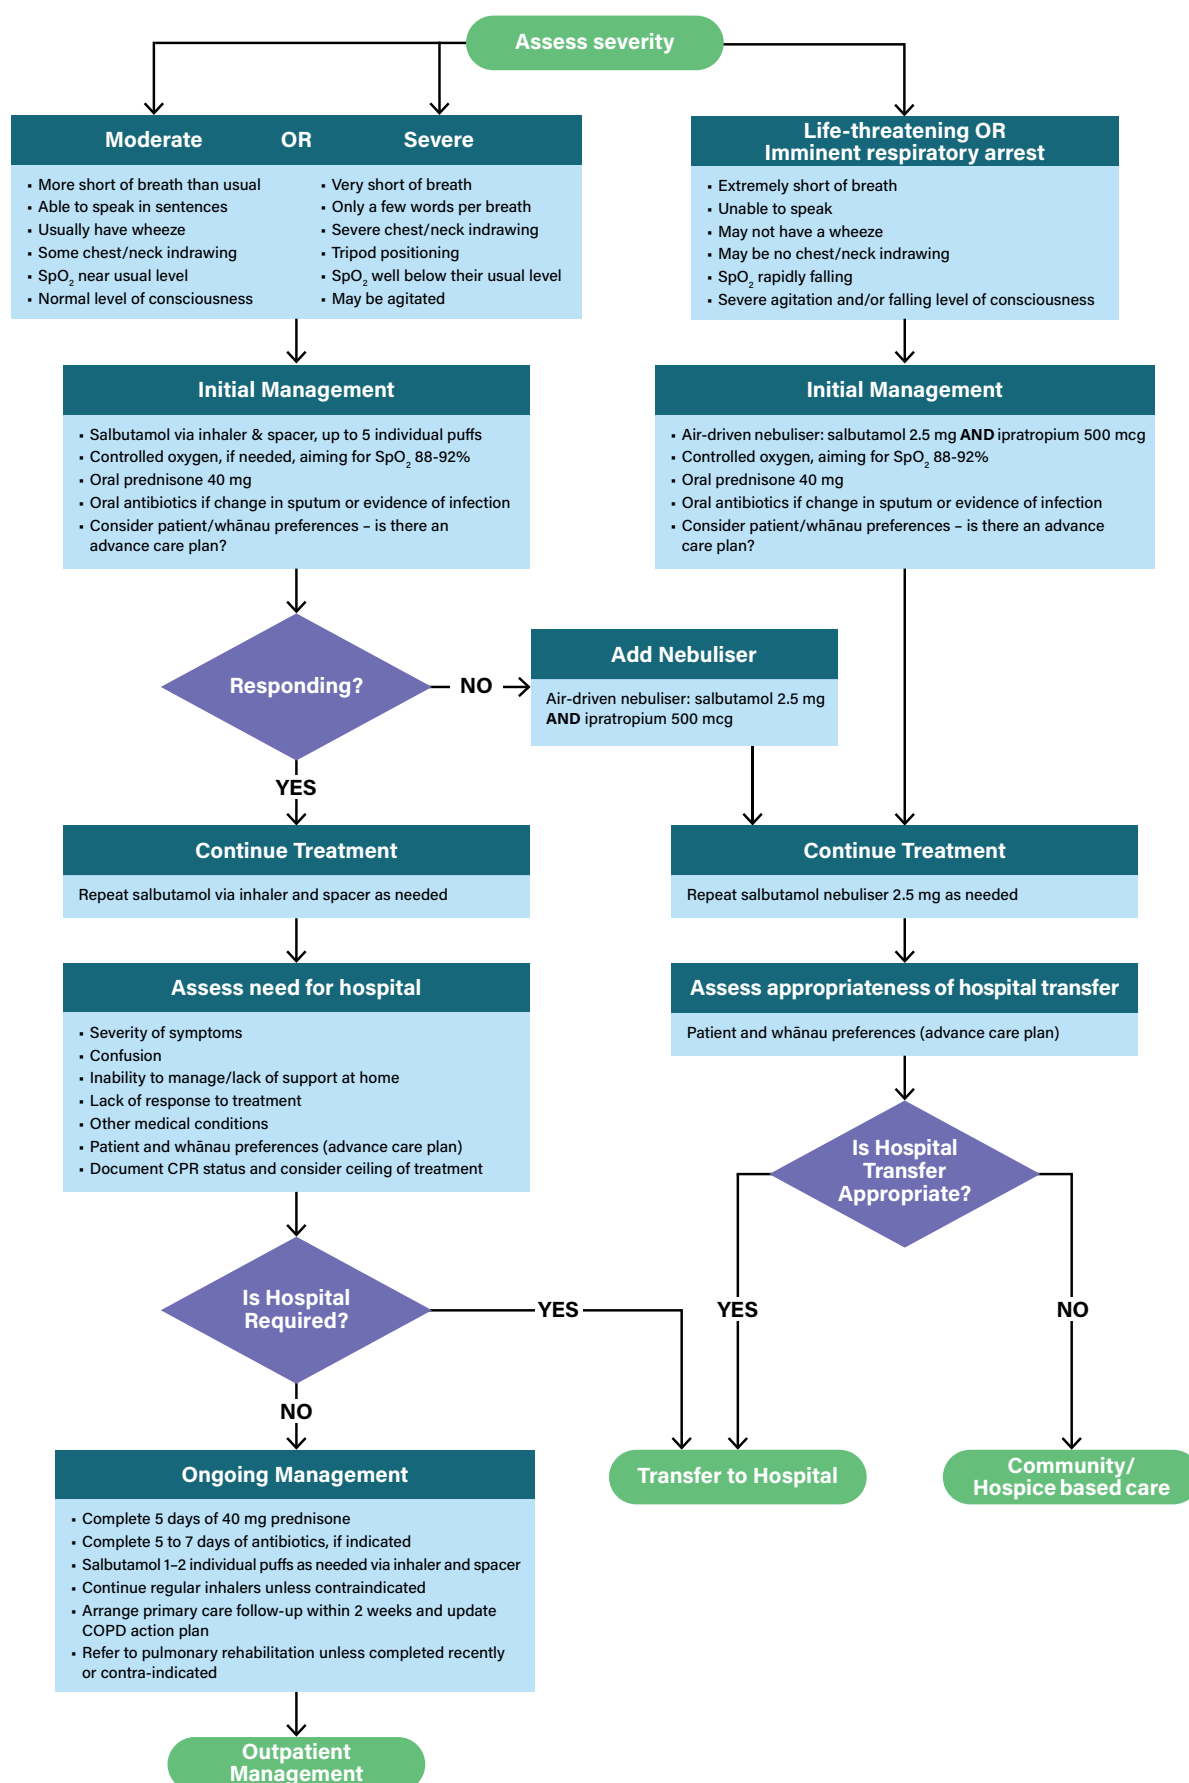 Assess severity
Moderate OR Severe
▪ More short of breath than usual
▪ Able to speak in sentences
▪ Usually have wheeze
▪ Some chest/neck indrawing
▪ SpO₂ near usual level
▪ Normal level of consciousness
▪ Very short of breath
▪ Only a few words per breath
▪ Severe chest/neck indrawing
▪ Tripod positioning
▪ SpO₂ well below their usual level
▪ May be agitated
Life-threatening OR
Imminent respiratory arrest
▪ Extremely short of breath
▪ Unable to speak
▪ May not have a wheeze
▪ May be no chest/neck indrawing
▪ SpO₂ rapidly falling
▪ Severe agitation and/or falling level of consciousness
Initial Management
▪ Salbutamol via inhaler & spacer, up to 5 individual puffs
▪ Controlled oxygen, if needed, aiming for SpO₂ 88-92%
▪ Oral prednisone 40 mg
▪ Oral antibiotics if change in sputum or evidence of infection
▪ Consider patient/whānau preferences – is there an
advance care plan?
Initial Management
▪ Air-driven nebuliser: salbutamol 2.5 mg AND ipratropium 500 mcg
▪ Controlled oxygen, aiming for SpO₂ 88-92%
▪ Oral prednisone 40 mg
▪ Oral antibiotics if change in sputum or evidence of infection
▪ Consider patient/whānau preferences – is there an advance
care plan?
Responding?
NO
Add Nebuliser
Air-driven nebuliser: salbutamol 2.5 mg
AND ipratropium 500 mcg
YES
Continue Treatment
Repeat salbutamol via inhaler and spacer as needed
Continue Treatment
Repeat salbutamol nebuliser 2.5 mg as needed
Assess need for hospital
▪ Severity of symptoms
▪ Confusion
▪ Inability to manage/lack of support at home
▪ Lack of response to treatment
▪ Other medical conditions
▪ Patient and whānau preferences (advance care plan)
▪ Document CPR status and consider ceiling of treatment
Assess appropriateness of hospital transfer
Patient and whānau preferences (advance care plan)
Is Hospital
Transfer
Appropriate?
Is Hospital
Required?
YES
YES
NO
NO
Ongoing Management
▪ Complete 5 days of 40 mg prednisone
▪ Complete 5 to 7 days of antibiotics, if indicated
▪ Salbutamol 1–2 individual puffs as needed via inhaler and spacer
▪ Continue regular inhalers unless contraindicated
▪ Arrange primary care follow-up within 2 weeks and update
COPD action plan
▪ Refer to pulmonary rehabilitation unless completed recently
or contra-indicated
Transfer to Hospital
Community/
Hospice based care
Outpatient
Management